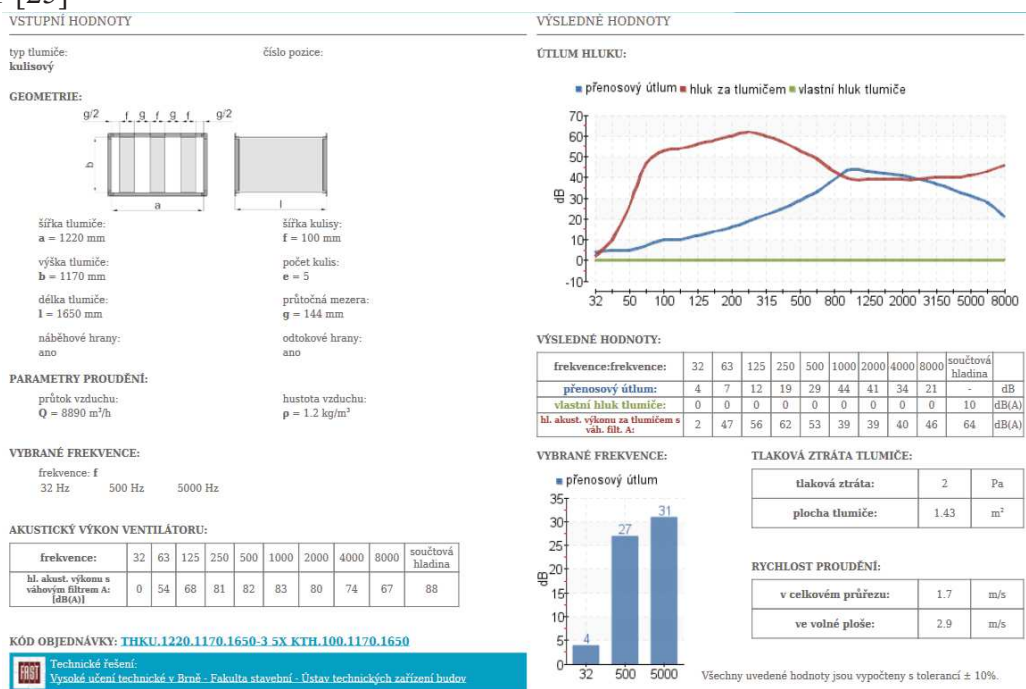 [25]
VSTUPNÍ HODNOTY
typ tlumiče:
kulisový
číslo pozice:
GEOMETRIE:
g/2 f g f g f g/2
b
a
l
šířka tlumiče:
a = 1220 mm
šířka kulisy:
f = 100 mm
výška tlumiče:
b = 1170 mm
počet kulis:
e = 5
délka tlumiče:
l = 1650 mm
průtočná mezera:
g = 144 mm
náběhové hrany:
ano
odtokové hrany:
ano
PARAMETRY PROUDĚNÍ:
průtok vzduchu:
Q = 8890 m³/h
hustota vzduchu:
ρ = 1.2 kg/m³
VYBRANÉ FREKVENCE:
frekvence: f
32 Hz 500 Hz 5000 Hz
AKUSTICKÝ VÝKON VENTILÁTORU:
frekvence: 32 63 125 250 500 1000 2000 4000 8000 součtová hladina
hl. akust. výkonu s
váhovým filtrem A:
[dB(A)]
0 54 68 81 82 83 80 74 67 88
KÓD OBJEDNÁVKY: THKU.1220.1170.1650-3 5X KTH.100.1170.1650
FAST
Technické řešení:
Vysoké učení technické v Brně - Fakulta stavební - Ústav technických zařízení budov
VÝSLEDNÉ HODNOTY
ÚTLUM HLUKU:
přenosový útlum hluk za tlumičem vlastní hluk tlumiče
dB
70
60
50
40
30
20
10
0
-10
32 50 100 125 200 315 500 800 1250 2000 3150 5000 8000
VÝSLEDNÉ HODNOTY:
frekvence:frekvence: 32 63 125 250 500 1000 2000 4000 8000 součtová hladina
přenosový útlum: 4 7 12 19 29 44 41 34 21 - dB
vlastní hluk tlumiče: 0 0 0 0 0 0 0 0 0 10 dB(A)
hl. akust. výkonu za tlumičem s
váh. filt. A:
2 47 56 62 53 39 39 40 46 64 dB(A)
VYBRANÉ FREKVENCE:
přenosový útlum
dB
35
30
25
20
15
10
5
0
4 27 31
32 500 5000
TLAKOVÁ ZTRÁTA TLUMIČE:
tlaková ztráta: 2 Pa
plocha tlumiče: 1.43 m²
RYCHLOST PROUDĚNÍ:
v celkovém průřezu: 1.7 m/s
ve volné ploše: 2.9 m/s
Všechny uvedené hodnoty jsou vypočteny s tolerancí ± 10%.